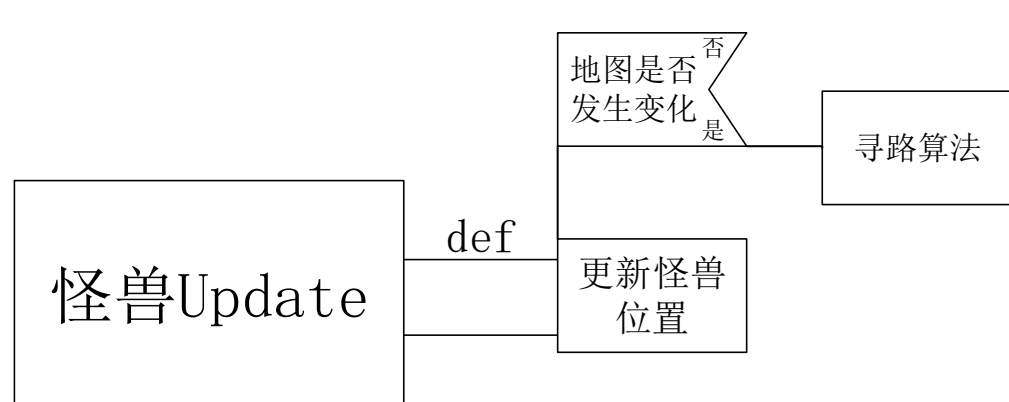 否
地图是否
发生变化
是
寻路算法
def
怪兽Update
更新怪兽
位置